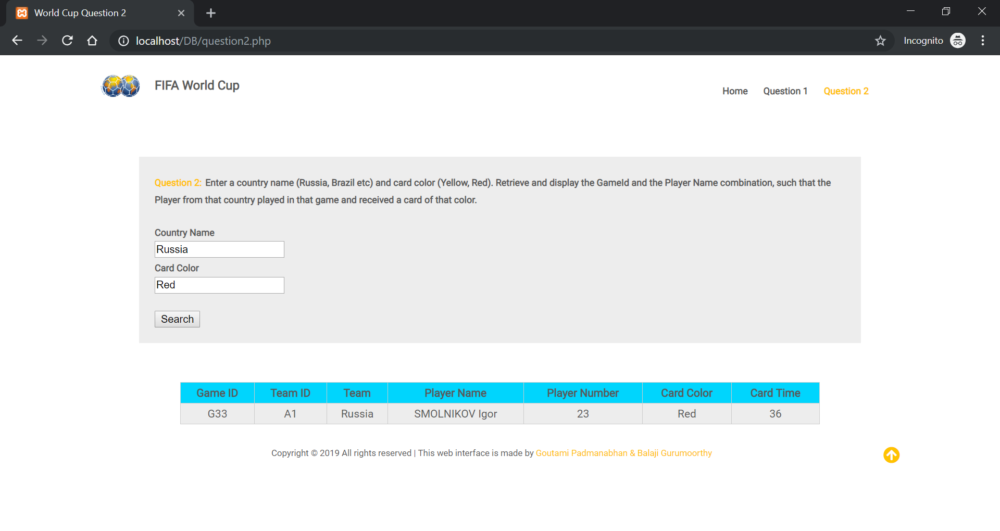 World Cup Question 2
localhost/DB/question2.php
Incognito
FIFA World Cup
Home Question 1 Question 2
Question 2: Enter a country name (Russia, Brazil etc) and card color (Yellow, Red). Retrieve and display the GameId and the Player Name combination, such that the
Player from that country played in that game and received a card of that color.
Country Name
Russia
Card Color
Red
Search
Game ID Team ID Team Player Name Player Number Card Color Card Time
G33 A1 Russia SMOLNIKOV Igor 23 Red 36
Copyright © 2019 All rights reserved | This web interface is made by Goutami Padmanabhan & Balaji Gurumoorthy